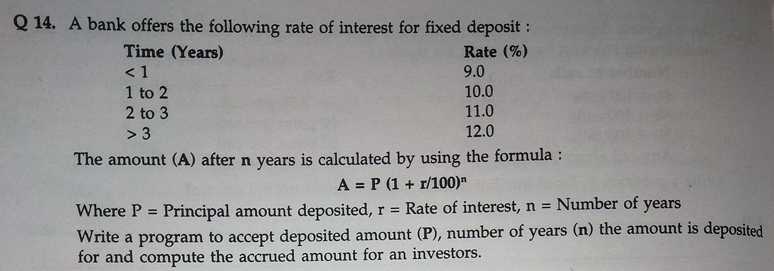 Q 14. A bank offers the following rate of interest for fixed deposit :
Time (Years) Rate (%)
< 1 9.0
1 to 2 10.0
2 to 3 11.0
> 3 12.0
The amount (A) after n years is calculated by using the formula :
A = P (1 + r/100)ⁿ
Where P = Principal amount deposited, r = Rate of interest, n = Number of years
Write a program to accept deposited amount (P), number of years (n) the amount is deposited
for and compute the accrued amount for an investors.